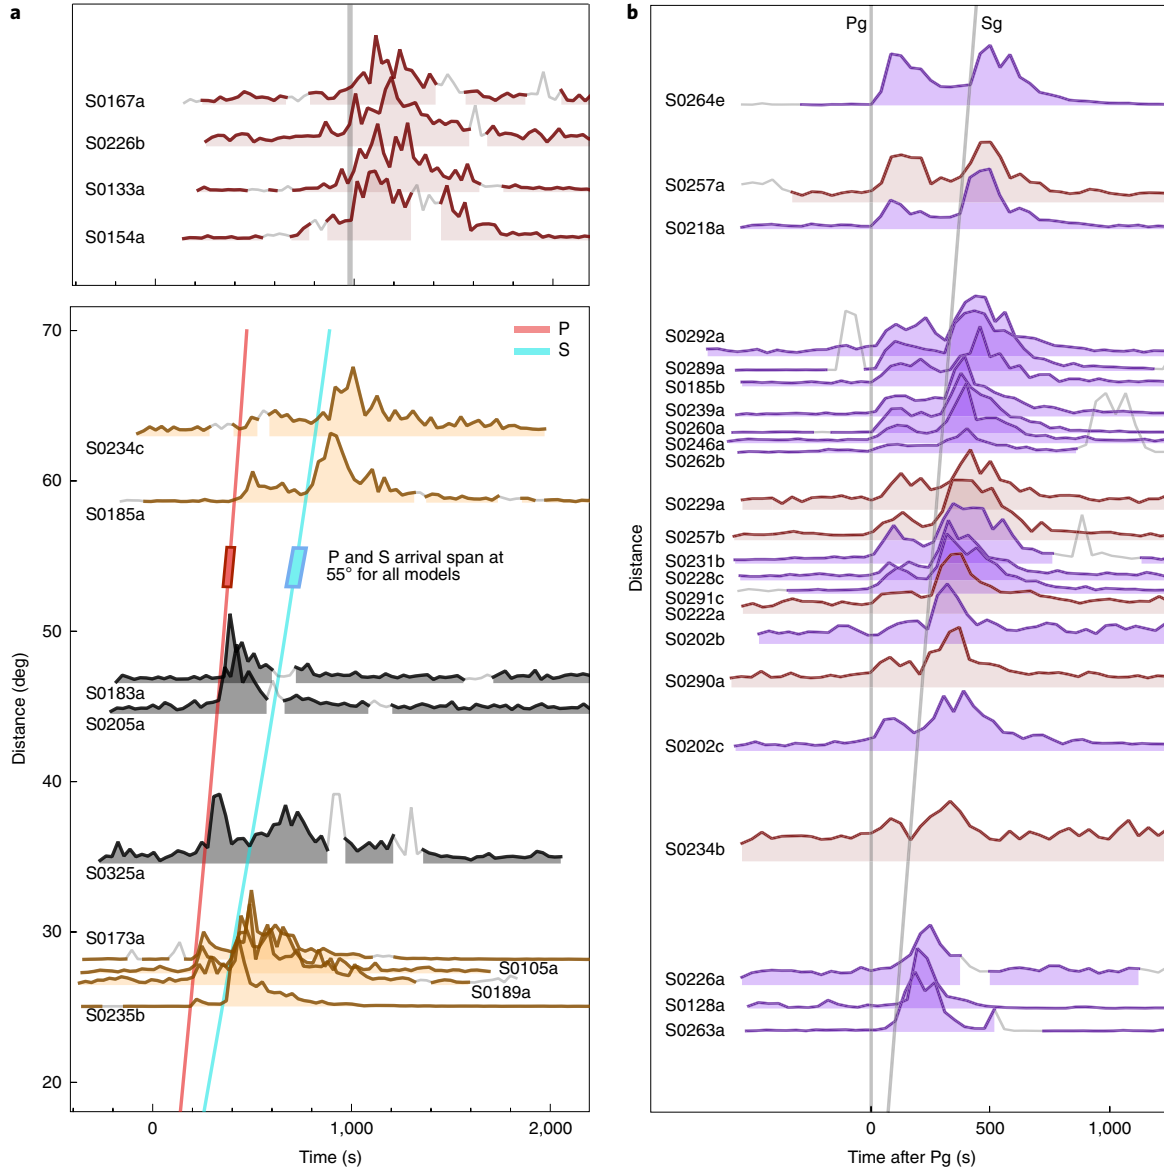 a
S0167a
S0226b
S0133a
S0154a
70
60
50
40
30
20
Distance (deg)
P
S
S0234c
S0185a
P and S arrival span at
55° for all models
S0183a
S0205a
S0325a
S0173a
S0105a
S0189a
S0235b
0
1,000
2,000
Time (s)
b
Pg
Sg
Distance
S0264e
S0257a
S0218a
S0292a
S0289a
S0185b
S0239a
S0260a
S0246a
S0262b
S0229a
S0257b
S0231b
S0228c
S0291c
S0222a
S0202b
S0290a
S0202c
S0234b
S0226a
S0128a
S0263a
0
500
1,000
Time after Pg (s)